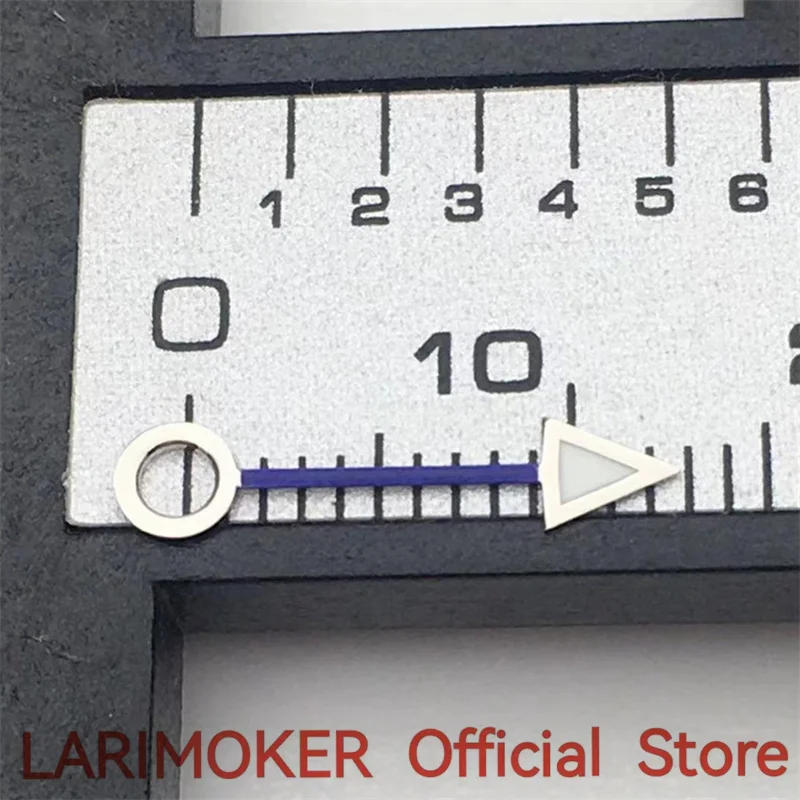 1 2 3 4 5 6
0 10
LARIMOKER Official Store